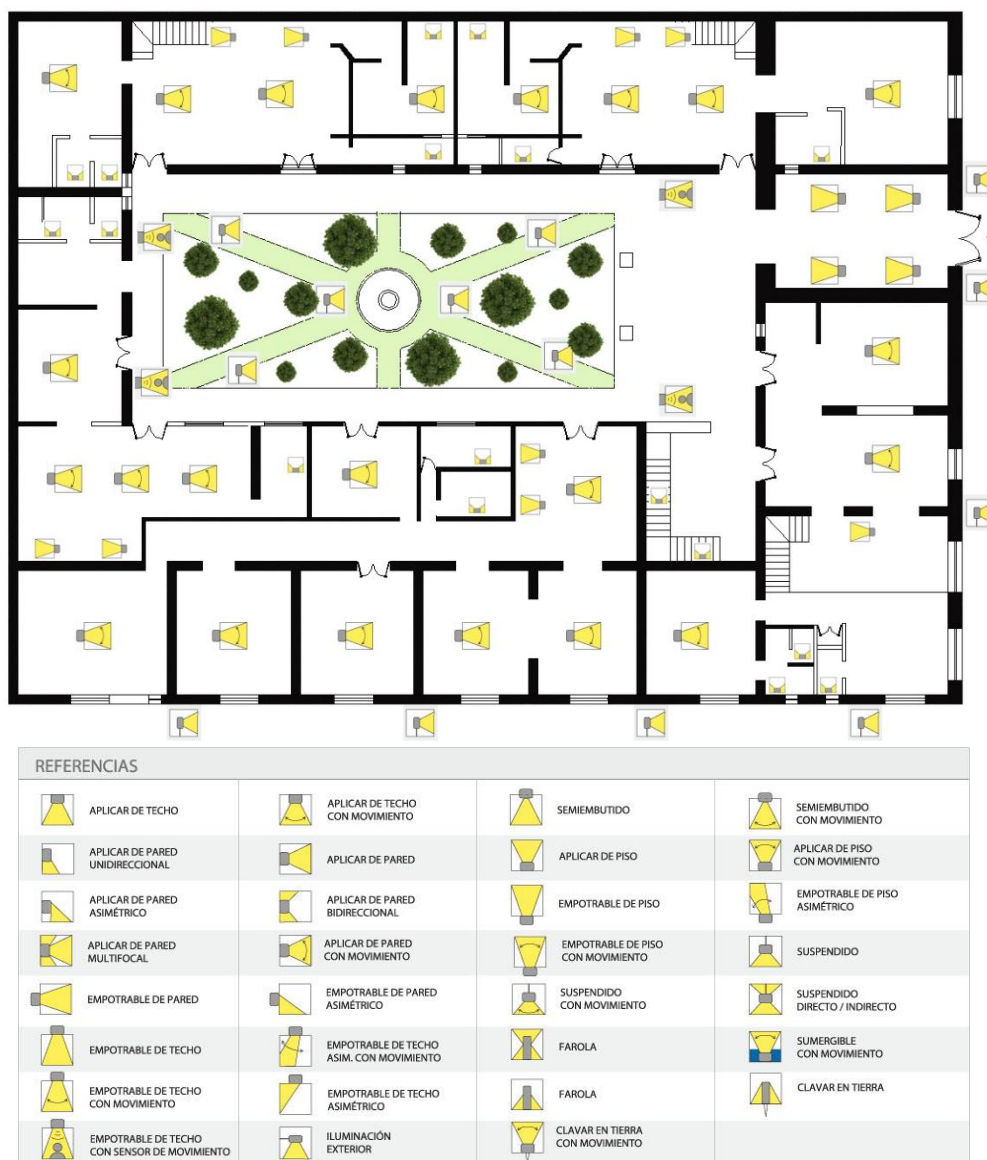 REFERENCIAS
APLICAR DE TECHO
APLICAR DE TECHO
CON MOVIMIENTO
SEMIEMBUTIDO
SEMIEMBUTIDO
CON MOVIMIENTO
APLICAR DE PARED
UNIDIRECCIONAL
APLICAR DE PARED
APLICAR DE PISO
APLICAR DE PISO
CON MOVIMIENTO
APLICAR DE PARED
ASIMÉTRICO
APLICAR DE PARED
BIDIRECCIONAL
EMPOTRABLE DE PISO
EMPOTRABLE DE PISO
ASIMÉTRICO
APLICAR DE PARED
MULTIFOCAL
APLICAR DE PARED
CON MOVIMIENTO
EMPOTRABLE DE PISO
CON MOVIMIENTO
SUSPENDIDO
EMPOTRABLE DE PARED
EMPOTRABLE DE PARED
ASIMÉTRICO
SUSPENDIDO
CON MOVIMIENTO
SUSPENDIDO
DIRECTO / INDIRECTO
EMPOTRABLE DE TECHO
EMPOTRABLE DE TECHO
ASIM. CON MOVIMIENTO
FAROLA
SUMERGIBLE
CON MOVIMIENTO
EMPOTRABLE DE TECHO
CON MOVIMIENTO
EMPOTRABLE DE TECHO
ASIMÉTRICO
FAROLA
CLAVAR EN TIERRA
EMPOTRABLE DE TECHO
CON SENSOR DE MOVIMIENTO
ILUMINACIÓN
EXTERIOR
CLAVAR EN TIERRA
CON MOVIMIENTO